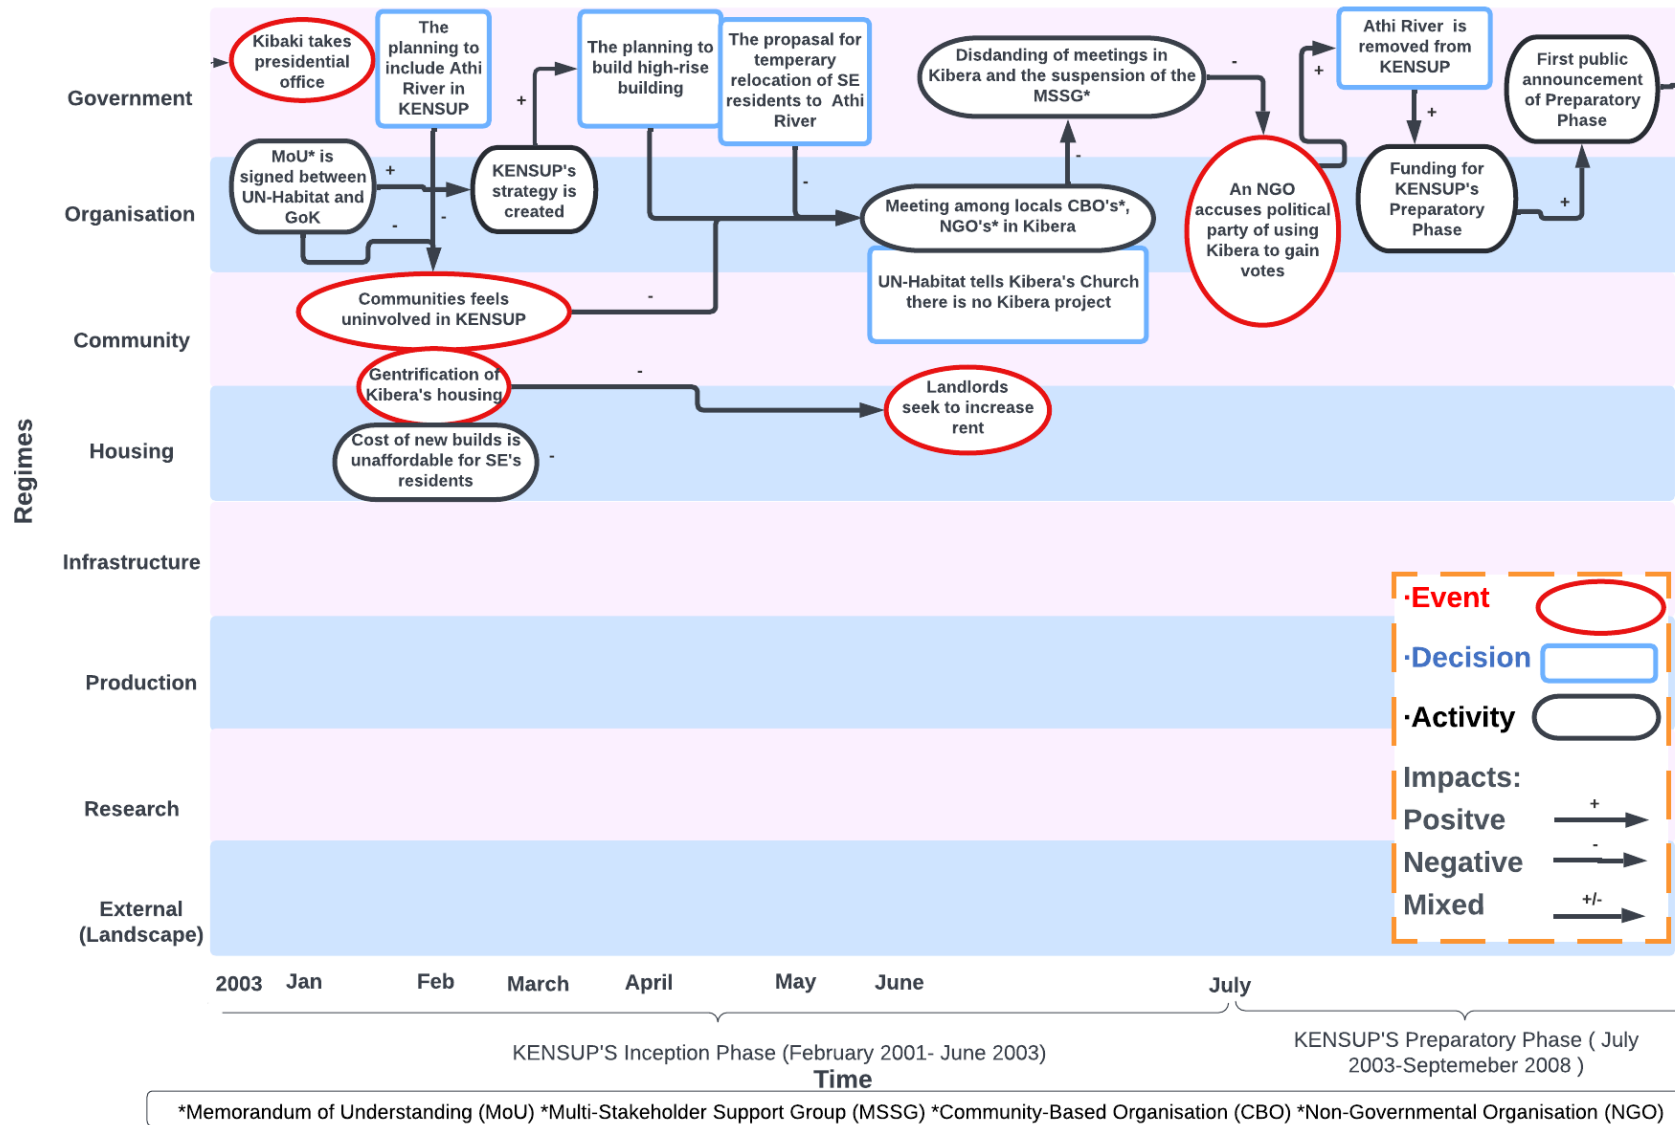 Kibaki takes
presidential
office
The
planning to
include Athi
River in
KENSUP
The planning to
build high-rise
building
The propasal for
temperary
relocation of SE
residents to Athi
River
Disdanding of meetings in
Kibera and the suspension of the
MSSG*
Athi River is
removed from
KENSUP
First public
announcement
of Preparatory
Phase
Government
+
-
+
+
MoU* is
signed between
UN-Habitat and
GoK
+
-
-
KENSUP's
strategy is
created
-
-
Meeting among locals CBO's*,
NGO's* in Kibera
An NGO
accuses political
party of using
Kibera to gain
votes
Funding for
KENSUP's
Preparatory
Phase
+
Organisation
UN-Habitat tells Kibera's Church
there is no Kibera project
Communities feels
uninvolved in KENSUP
-
Community
Gentrification of
Kibera's housing
-
Landlords
seek to increase
rent
Cost of new builds is
unaffordable for SE's
residents
-
Housing
Regimes
Infrastructure
Production
Research
External
(Landscape)
·Event
·Decision
·Activity
Impacts:
Positve
+
Negative
-
Mixed
+/-
2003 Jan Feb March April May June July
KENSUP'S Inception Phase (February 2001- June 2003)
KENSUP'S Preparatory Phase ( July
2003-Septemeber 2008 )
Time
*Memorandum of Understanding (MoU) *Multi-Stakeholder Support Group (MSSG) *Community-Based Organisation (CBO) *Non-Governmental Organisation (NGO)